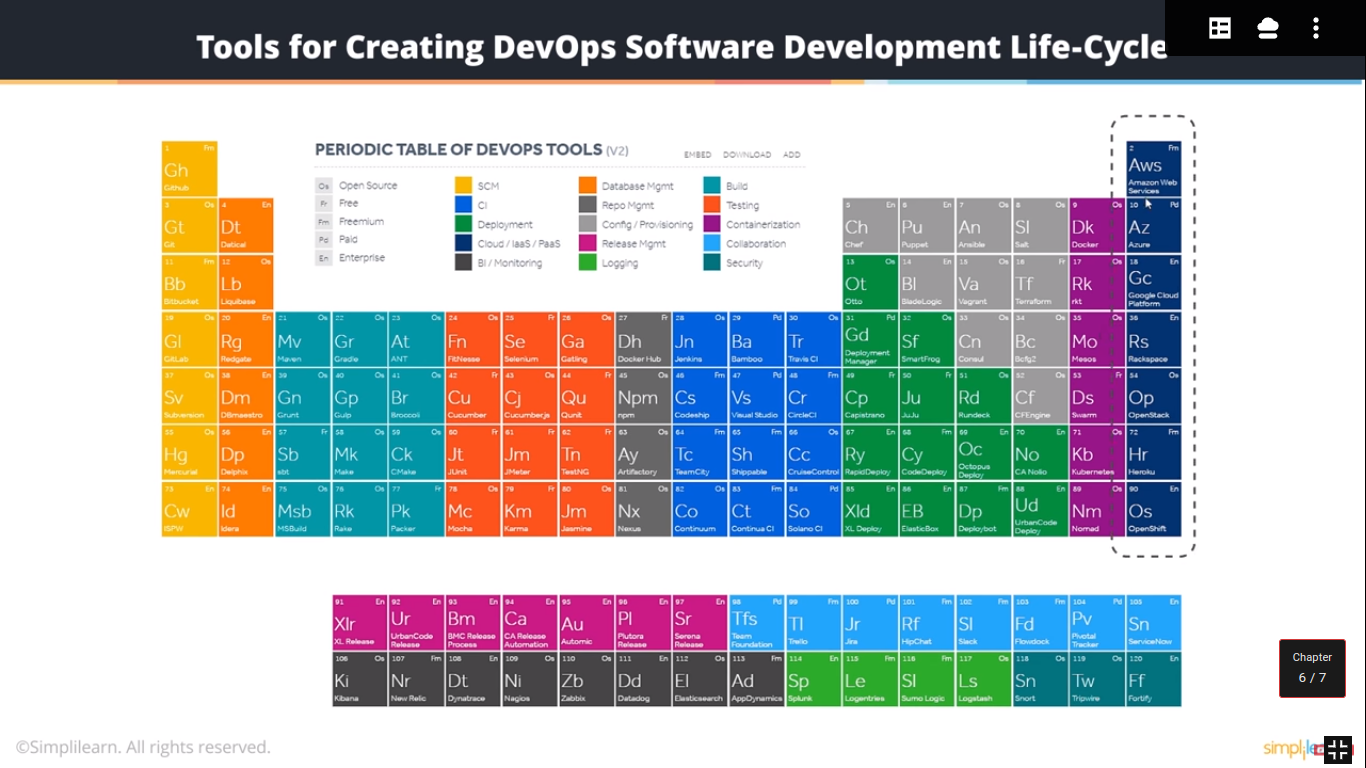 Tools for Creating DevOps Software Development Life-Cycle
PERIODIC TABLE OF DEVOPS TOOLS (V2)
EMBED DOWNLOAD ADD
Os Open Source
Fr Free
Fm Freemium
Pd Paid
En Enterprise
SCM Database Mgmt Build
CI Repo Mgmt Testing
Deployment Config / Provisioning Containerization
Cloud / IaaS / PaaS Release Mgmt Collaboration
BI / Monitoring Logging Security
1 Fm 2 Fm
Gh Aws
Github Amazon Web Services
3 Os 4 En 5 En 6 En 7 Os 8 Os 9 Os 10 Pd
Gt Dt Ch Pu An Sl Dk Az
Git Datical Chef Puppet Ansible Salt Docker Azure
11 Fm 12 Os 13 Os 14 En 15 Os 16 Fr 17 Os 18 En
Bb Lb Ot Bl Va Tf Rk Gc
Bitbucket Liquibase Otto BladeLogic Vagrant Terraform rkt Google Cloud Platform
19 Os 20 En 21 Os 22 Os 23 Os 24 Os 25 Fr 26 Os 27 Fr 28 Os 29 Pd 30 Os 31 Pd 32 Os 33 Os 34 Os 35 Os 36 En
Gl Rg Mv Gr At Fn Se Ga Dh Jn Ba Tr Gd Sf Cn Bc Mo Rs
GitLab Redgate Maven Gradle ANT FitNesse Selenium Gatling Docker Hub Jenkins Bamboo Travis CI Deployment Manager SmartFrog Consul Bcfg2 Mesos Rackspace
37 Os 38 En 39 Os 40 Os 41 Os 42 Fr 43 Os 44 Fr 45 Os 46 Fm 47 Pd 48 Fm 49 Fr 50 Fr 51 Os 52 Os 53 Fr 54 Os
Sv Dm Gn Gp Br Cu Cj Qu Npm Cs Vs Cr Cp Ju Rd Cf Ds Op
Subversion DBmaestro Grunt Gulp Broccoli Cucumber Cucumberjs Qunit npm Codeship Visual Studio CircleCI Capistrano JuJu Rundeck CFEngine Swarm OpenStack
55 Os 56 En 57 Fr 58 Os 59 Os 60 Fr 61 Fr 62 Fr 63 Os 64 Fm 65 Fm 66 Os 67 En 68 Fm 69 En 70 En 71 Os 72 Fm
Hg Dp Sb Mk Ck Jt Jm Tn Ay Tc Sh Cc Ry Cy Oc No Kb Hr
Mercurial Delphix sbt Make CMake JUnit JMeter TestNG Artifactory TeamCity Shippable CruiseControl RapidDeploy CodeDeploy Octopus Deploy CA Nolio Kubernetes Heroku
73 En 74 En 75 Os 76 Os 77 Fr 78 Os 79 Fr 80 Os 81 Os 82 Os 83 Fm 84 Pd 85 En 86 En 87 Fm 88 En 89 Os 90 En
Cw Id Msb Rk Pk Mc Km Jm Nx Co Ct So Xld EB Dp Ud Nm Os
ISPW Idera MSBuild Rake Packer Mocha Karma Jasmine Nexus Continuum Continua CI Solano CI XL Deploy ElasticBox Deploybot UrbanCode Deploy Nomad OpenShift
91 En 92 En 93 En 94 En 95 En 96 En 97 En 98 Pd 99 Fm 100 Pd 101 Fm 102 Fm 103 Fm 104 Pd 105 En
Xlr Ur Bm Ca Au Pl Sr Tfs Tl Jr Rf Sl Fd Pv Sn
XL Release UrbanCode Release BMC Release Process CA Release Automation Automic Plutora Release Serena Release Team Foundation Trello Jira HipChat Slack Flowdock Pivotal Tracker ServiceNow
106 Os 107 Fm 108 En 109 Os 110 Os 111 En 112 Os 113 Fm 114 En 115 Fm 116 Fm 117 Os 118 Os 119 Os 120 En
Ki Nr Dt Ni Zb Dd El Ad Sp Le Sl Ls Sn Tw Ff
Kibana New Relic Dynatrace Nagios Zabbix Datadog Elasticsearch AppDynamics Splunk Logentries Sumo Logic Logstash Snort Tripwire Fortify
Chapter
6 / 7
©Simplilearn. All rights reserved.